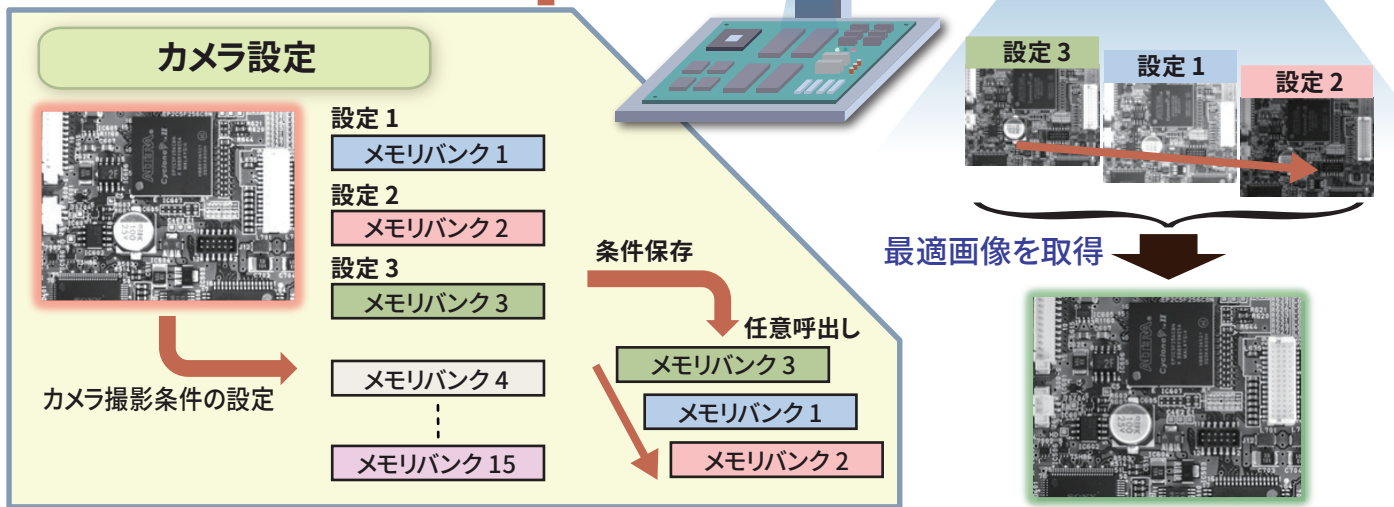 カメラ設定
設定 1
メモリバンク 1
設定 2
メモリバンク 2
設定 3
メモリバンク 3
メモリバンク 4
メモリバンク 15
カメラ撮影条件の設定
条件保存
任意呼出し
メモリバンク 3
メモリバンク 1
メモリバンク 2
設定 3
設定 1
設定 2
最適画像を取得